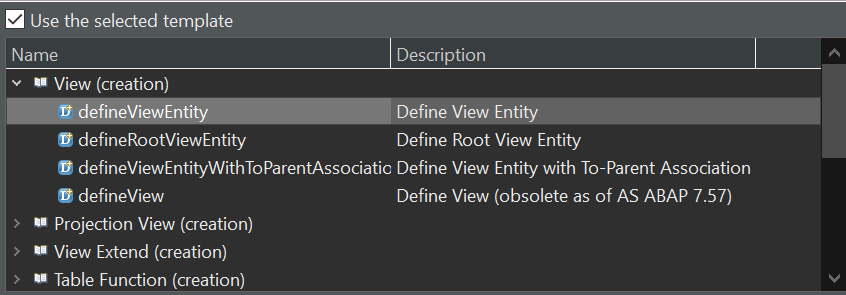 Use the selected template
Name Description
View (creation)
defineViewEntity Define View Entity
defineRootViewEntity Define Root View Entity
defineViewEntityWithToParentAssociatio Define View Entity with To-Parent Association
defineView Define View (obsolete as of AS ABAP 7.57)
Projection View (creation)
View Extend (creation)
Table Function (creation)